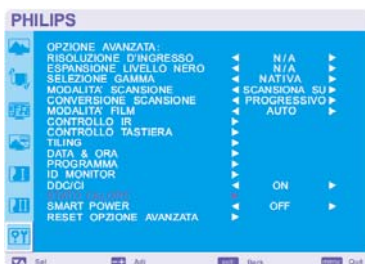 PHILIPS
OPZIONE AVANZATA:
RISOLUZIONE D'INGRESSO N/A
ESPANSIONE LIVELLO NERO N/A
SELEZIONE GAMMA NATIVA
MODALITA' SCANSIONE SCANSIONA SU
CONVERSIONE SCANSIONE PROGRESSIVO
MODALITA' FILM AUTO
CONTROLLO IR
CONTROLLO TASTIERA
TILING
DATA & ORA
PROGRAMMA
ID MONITOR
DDC/CI ON
SMART POWER OFF
RESET OPZIONE AVANZATA
Sel Adj exit Back menu Quit